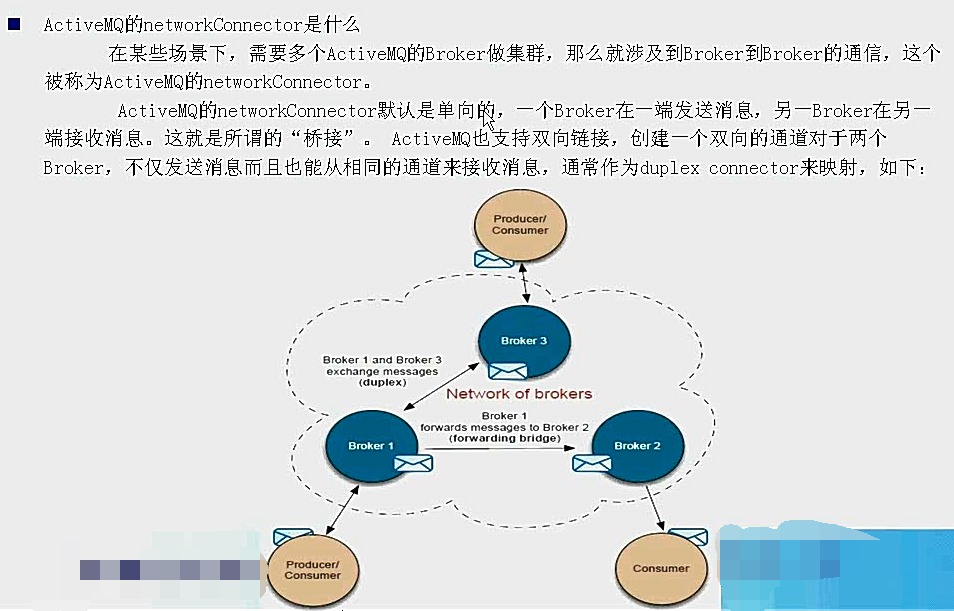 ActiveMQ的networkConnector是什么
在某些场景下，需要多个ActiveMQ的Broker做集群，那么就涉及到Broker到Broker的通信，这个
被称为ActiveMQ的networkConnector。
ActiveMQ的networkConnector默认是单向的，一个Broker在一端发送消息，另一Broker在另一
端接收消息。这就是所谓的“桥接”。 ActiveMQ也支持双向链接，创建一个双向的通道对于两个
Broker，不仅发送消息而且也能从相同的通道来接收消息，通常作为duplex connector来映射，如下：
Producer/
Consumer
Broker 3
Broker 1 and Broker 3
exchange messages
(duplex)
Network of brokers
Broker 1
forwards messages to Broker 2
(forwarding bridge)
Broker 1
Broker 2
Producer/
Consumer
Consumer